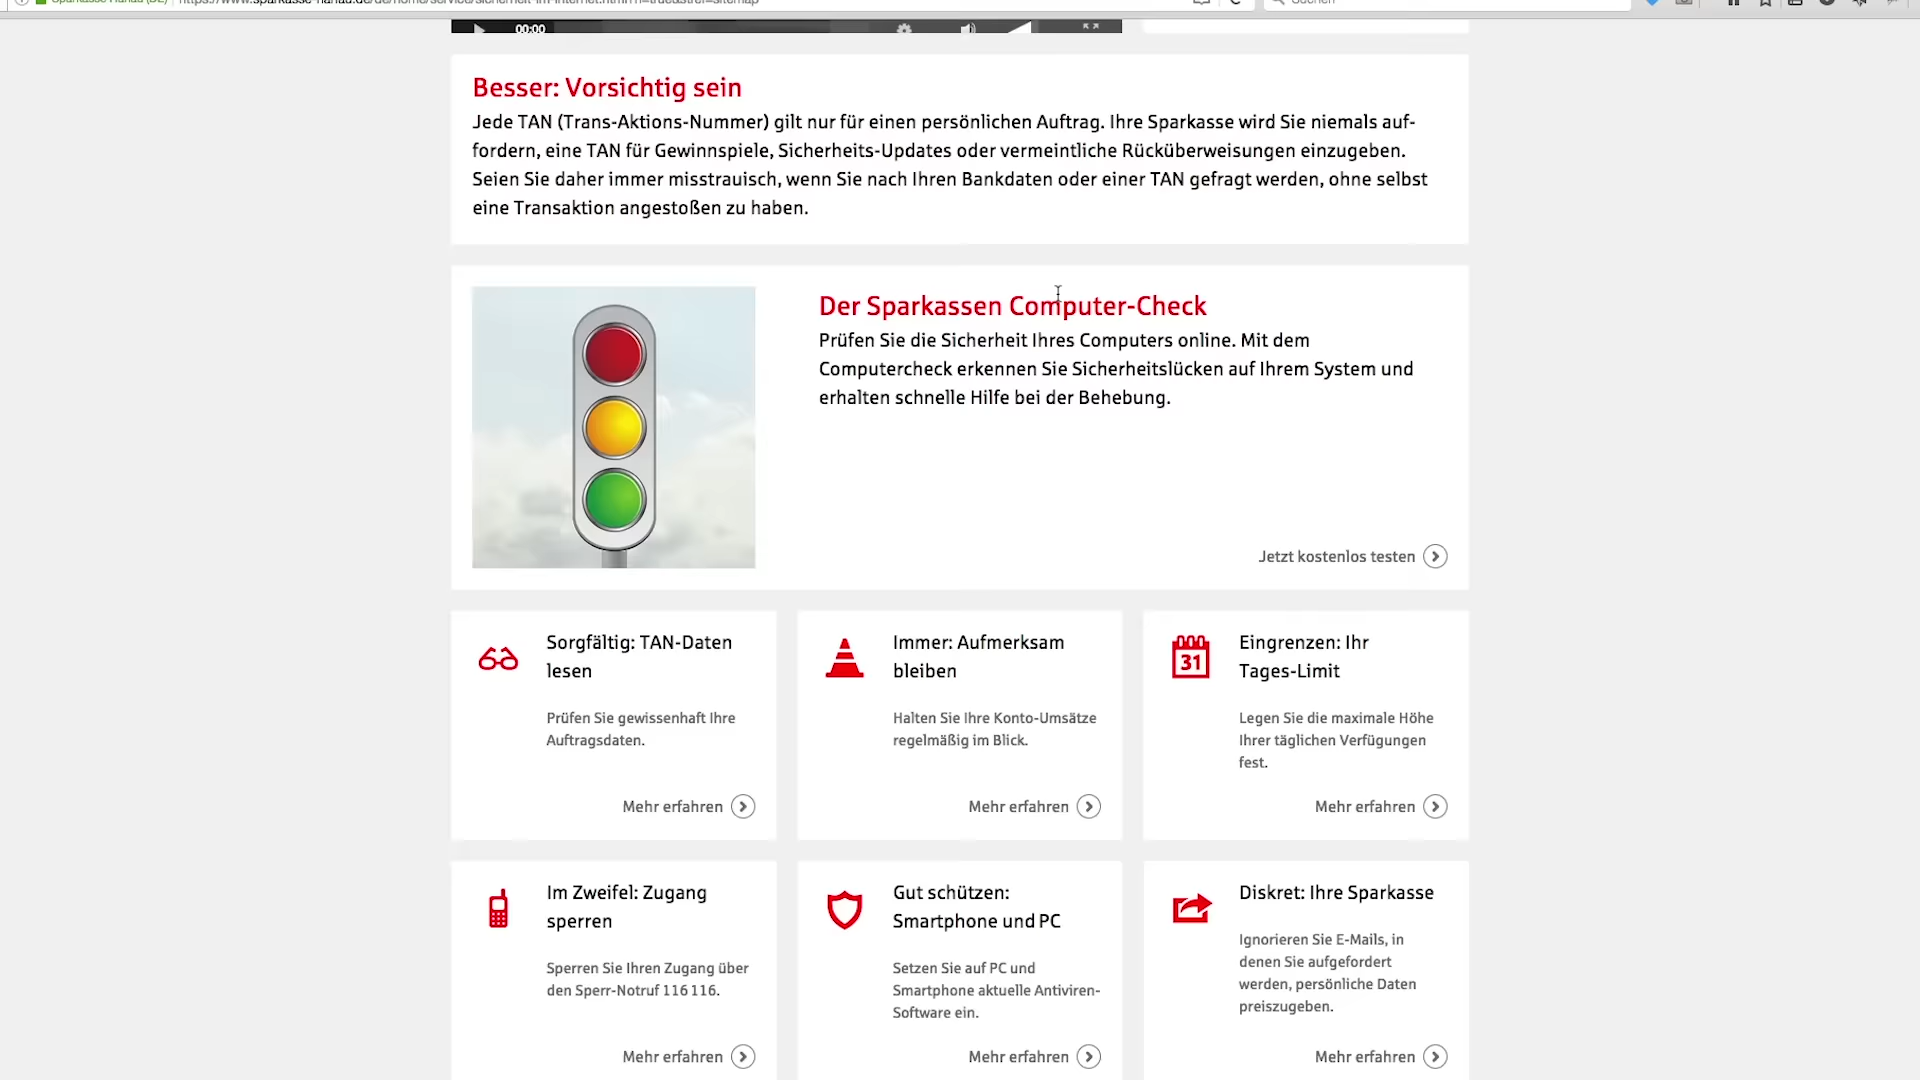 00:00
Suchen
Besser: Vorsichtig sein
Jede TAN (Trans-Aktions-Nummer) gilt nur für einen persönlichen Auftrag. Ihre Sparkasse wird Sie niemals auf-
fordern, eine TAN für Gewinnspiele, Sicherheits-Updates oder vermeintliche Rücküberweisungen einzugeben.
Seien Sie daher immer misstrauisch, wenn Sie nach Ihren Bankdaten oder einer TAN gefragt werden, ohne selbst
eine Transaktion angestoßen zu haben.
Der Sparkassen Computer-Check
Prüfen Sie die Sicherheit Ihres Computers online. Mit dem
Computercheck erkennen Sie Sicherheitslücken auf Ihrem System und
erhalten schnelle Hilfe bei der Behebung.
Jetzt kostenlos testen
Sorgfältig: TAN-Daten
lesen
Prüfen Sie gewissenhaft Ihre
Auftragsdaten.
Mehr erfahren
Immer: Aufmerksam
bleiben
Halten Sie Ihre Konto-Umsätze
regelmäßig im Blick.
Mehr erfahren
31
Eingrenzen: Ihr
Tages-Limit
Legen Sie die maximale Höhe
Ihrer täglichen Verfügungen
fest.
Mehr erfahren
Im Zweifel: Zugang
sperren
Sperren Sie Ihren Zugang über
den Sperr-Notruf 116 116.
Mehr erfahren
Gut schützen:
Smartphone und PC
Setzen Sie auf PC und
Smartphone aktuelle Antiviren-
Software ein.
Mehr erfahren
Diskret: Ihre Sparkasse
Ignorieren Sie E-Mails, in
denen Sie aufgefordert
werden, persönliche Daten
preiszugeben.
Mehr erfahren